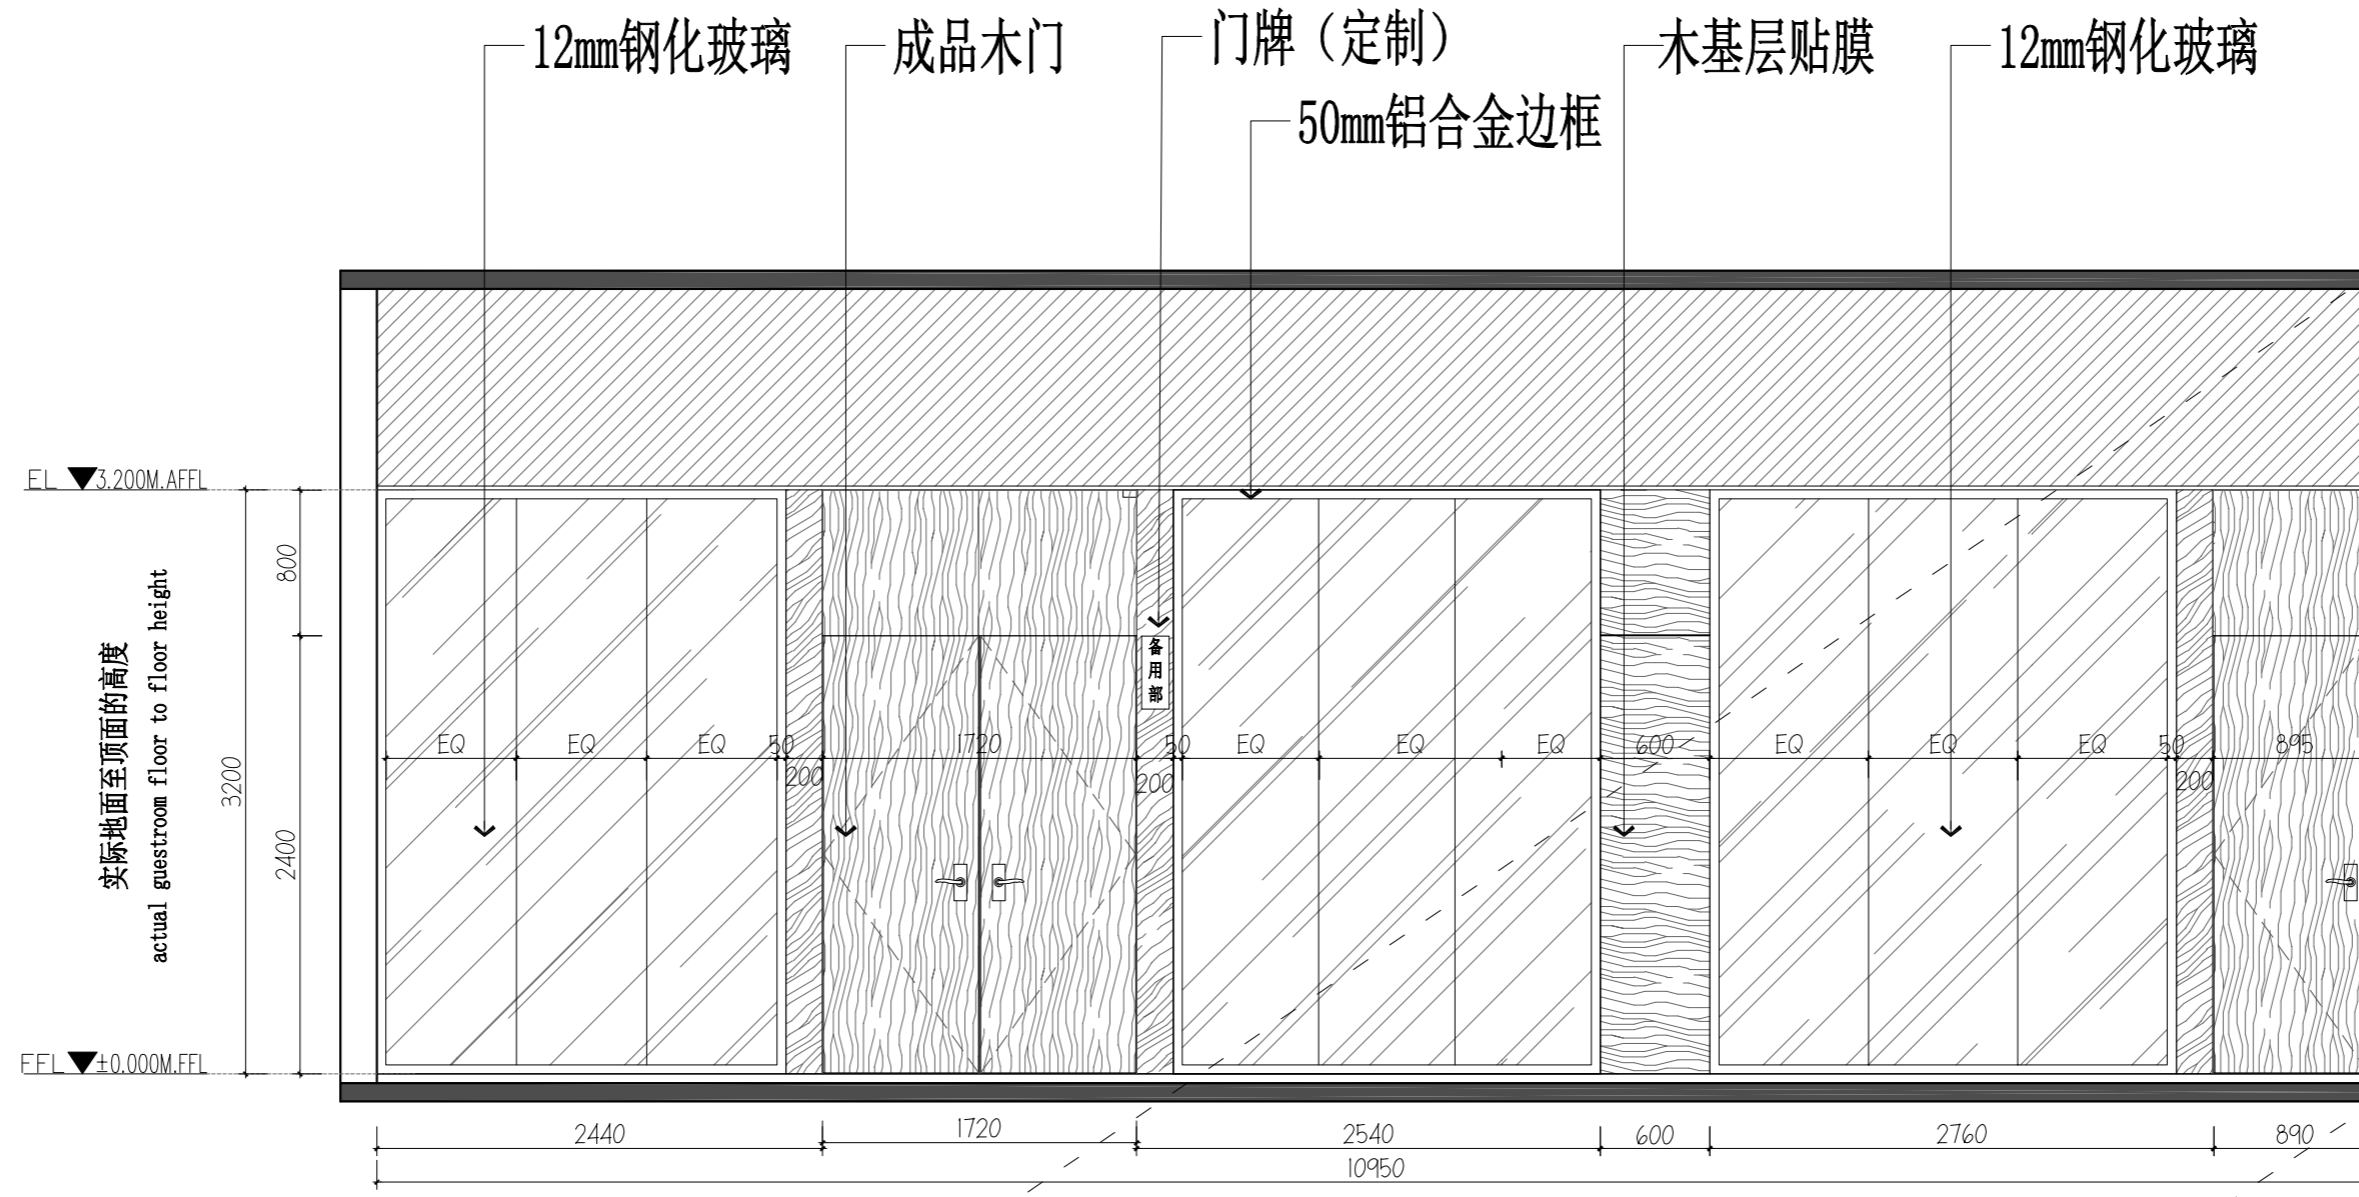 12mm钢化玻璃
成品木门
门牌（定制）
木基层贴膜
12mm钢化玻璃
50mm铝合金边框
EL 3.200M.AFFL
800
备用部
实际地面至顶面的高度
actual guestroom floor to floor height
3200
2400
EQ EQ EQ 50 1720 50 EQ EQ EQ 600 EQ EQ EQ 50 895
200 200 200
FFL ±0.000M.FFL
2440 1720 2540 600 2760 890
10950